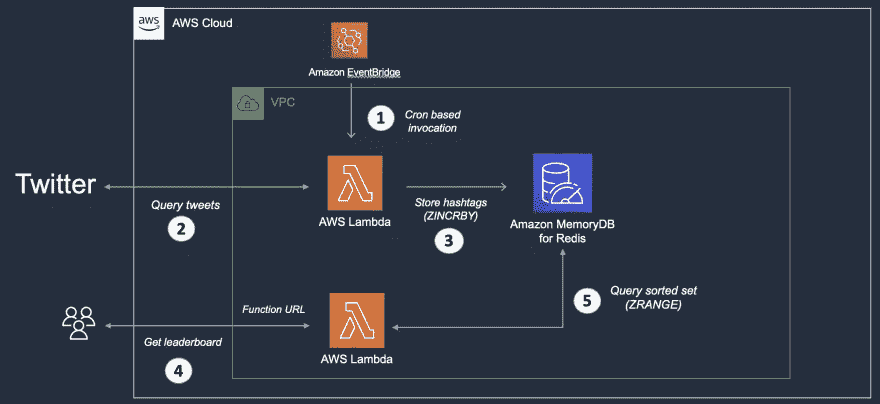 aws
AWS Cloud
Amazon EventBridge
VPC
1
Cron based
invocation
Twitter
Query tweets
2
AWS Lambda
Store hashtags
(ZINCRBY)
3
Amazon MemoryDB
for Redis
Function URL
Get leaderboard
4
AWS Lambda
5
Query sorted set
(ZRANGE)